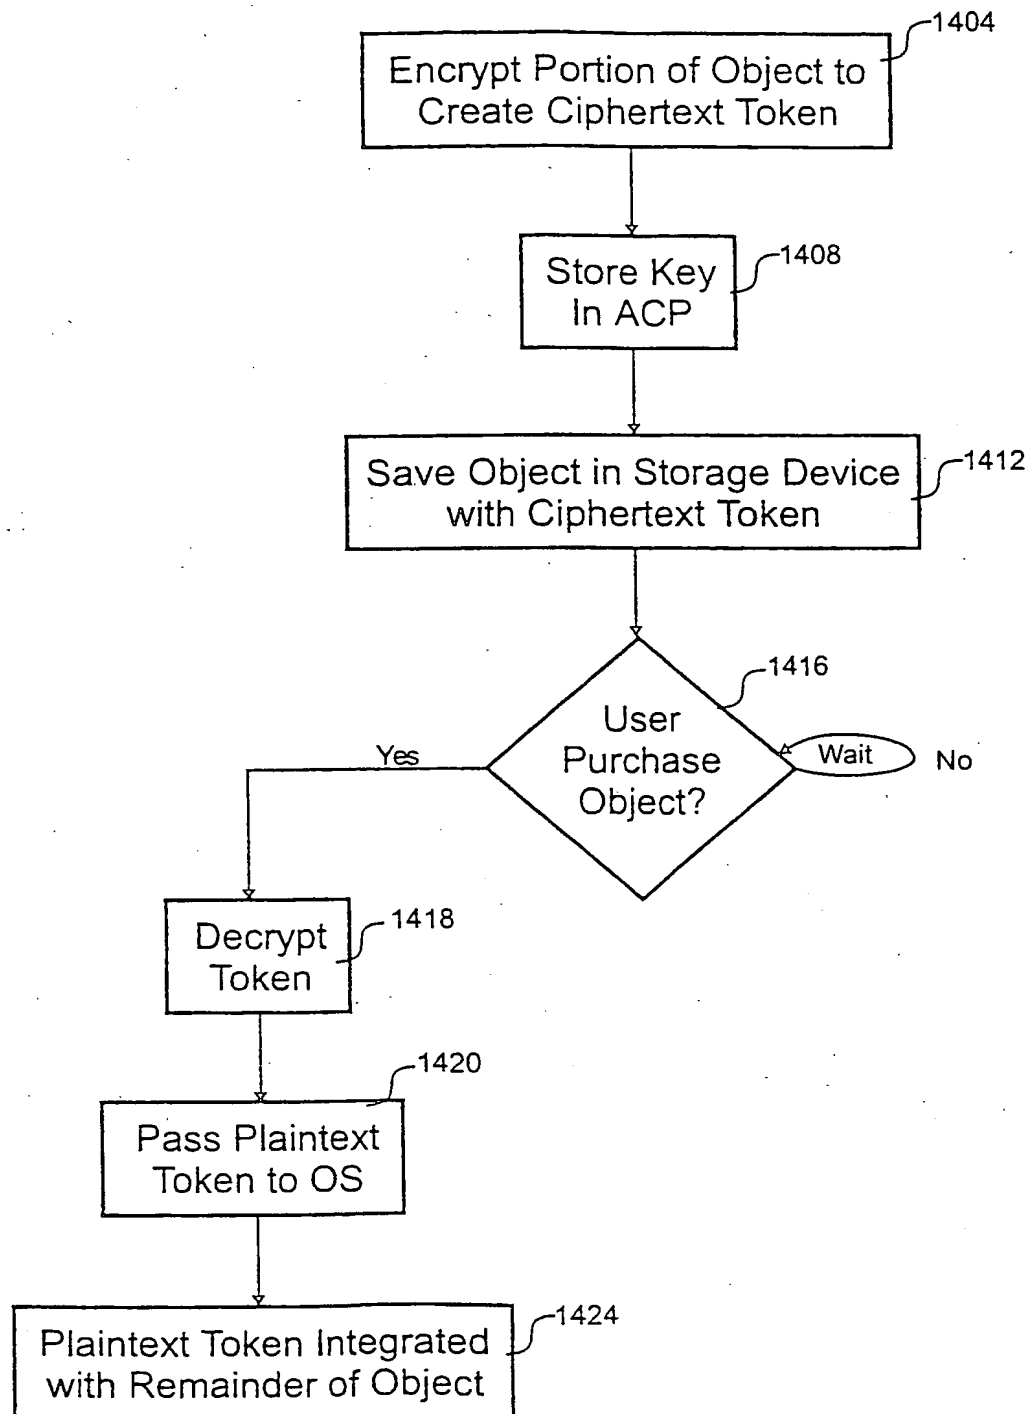 1404
Encrypt Portion of Object to
Create Ciphertext Token
1408
Store Key
In ACP
1412
Save Object in Storage Device
with Ciphertext Token
1416
User
Purchase
Object?
Yes
Wait
No
1418
Decrypt
Token
1420
Pass Plaintext
Token to OS
1424
Plaintext Token Integrated
with Remainder of Object